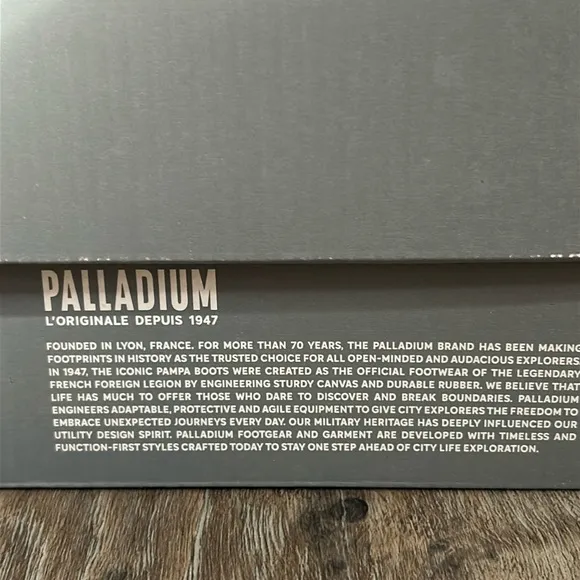 PALLADIUM
L'ORIGINALE DEPUIS 1947
FOUNDED IN LYON, FRANCE. FOR MORE THAN 70 YEARS, THE PALLADIUM BRAND HAS BEEN MAKING
FOOTPRINTS IN HISTORY AS THE TRUSTED CHOICE FOR ALL OPEN-MINDED AND AUDACIOUS EXPLORERS.
IN 1947, THE ICONIC PAMPA BOOTS WERE CREATED AS THE OFFICIAL FOOTWEAR OF THE LEGENDARY
FRENCH FOREIGN LEGION BY ENGINEERING STURDY CANVAS AND DURABLE RUBBER. WE BELIEVE THAT
LIFE HAS MUCH TO OFFER THOSE WHO DARE TO DISCOVER AND BREAK BOUNDARIES. PALLADIUM
ENGINEERS ADAPTABLE, PROTECTIVE AND AGILE EQUIPMENT TO GIVE CITY EXPLORERS THE FREEDOM TO
EMBRACE UNEXPECTED JOURNEYS EVERY DAY. OUR MILITARY HERITAGE HAS DEEPLY INFLUENCED OUR
UTILITY DESIGN SPIRIT. PALLADIUM FOOTGEAR AND GARMENT ARE DEVELOPED WITH TIMELESS AND
FUNCTION-FIRST STYLES CRAFTED TODAY TO STAY ONE STEP AHEAD OF CITY LIFE EXPLORATION.